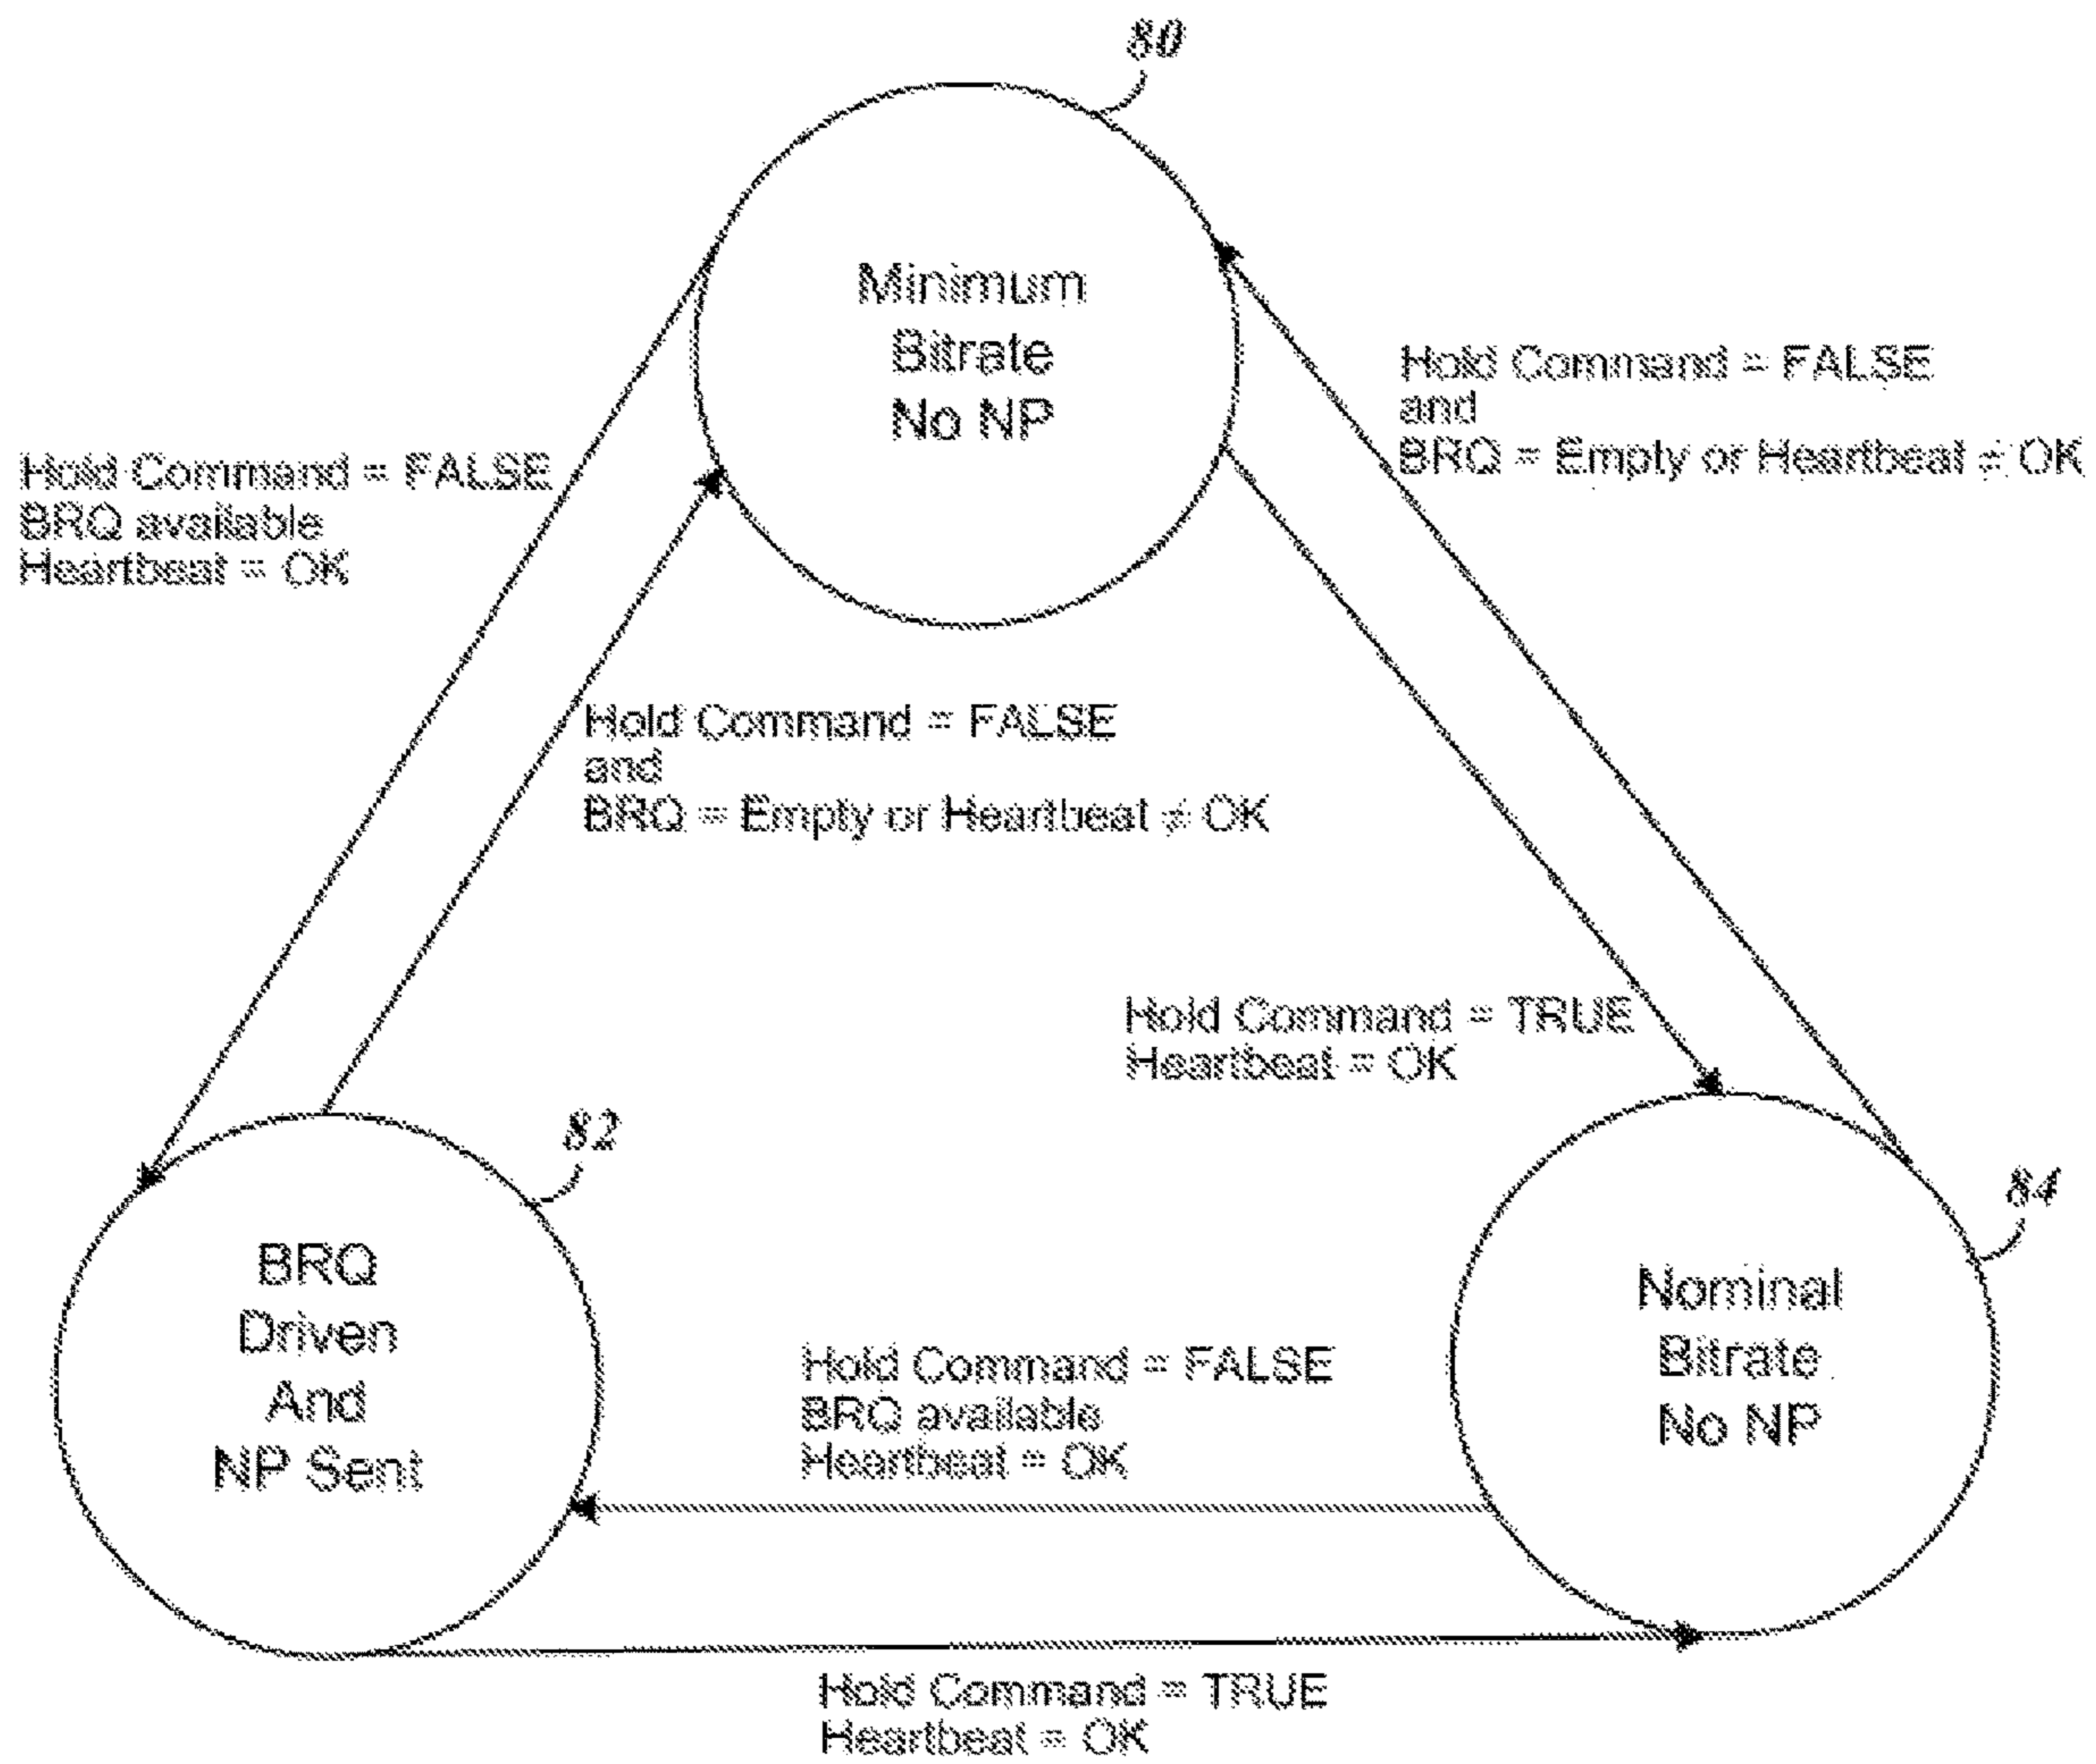 80
Minimum
Bitrate
No NP
Hold Command = FALSE
and
BRQ = Empty or Heartbeat ≠ OK
Hold Command = FALSE
BRQ available
Heartbeat = OK
Hold Command = FALSE
and
BRQ = Empty or Heartbeat ≠ OK
Hold Command = TRUE
Heartbeat = OK
82
84
BRQ
Driven
And
NP Sent
Nominal
Bitrate
No NP
Hold Command = FALSE
BRQ available
Heartbeat = OK
Hold Command = TRUE
Heartbeat = OK